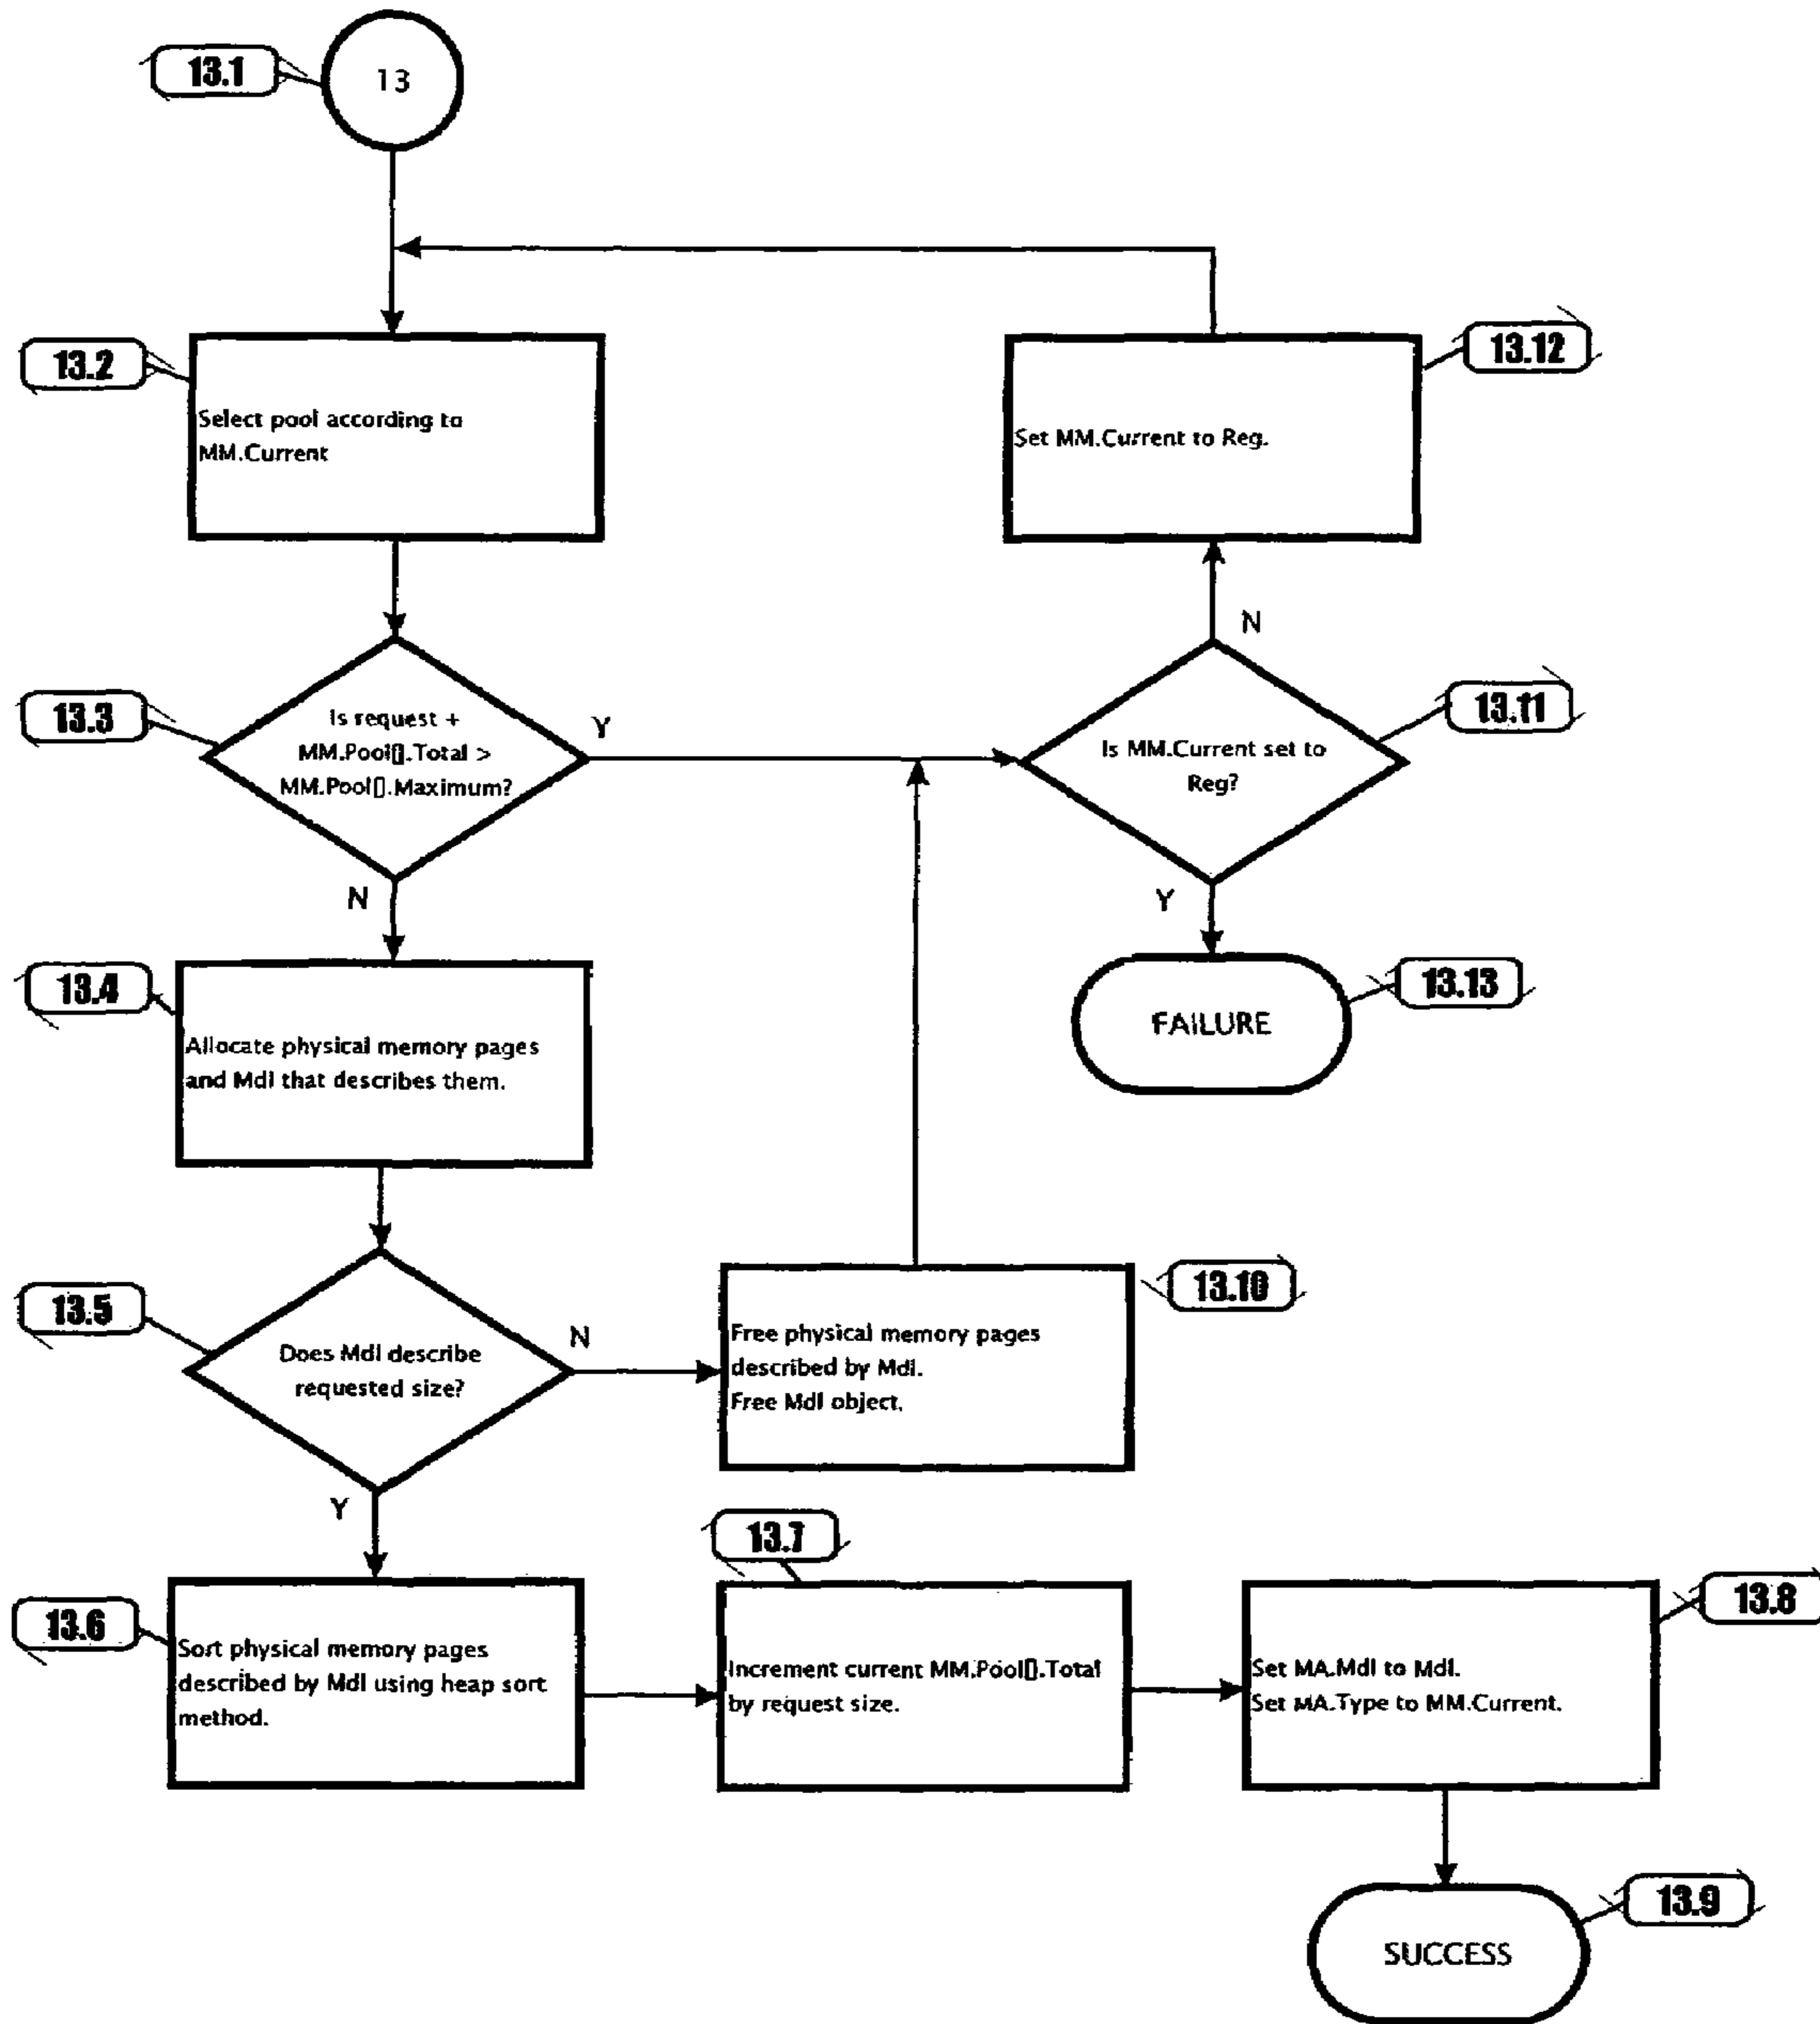 13.1
13
13.2
Select pool according to
MM.Current
13.12
Set MM.Current to Reg.
13.3
Is request +
MM.Pool[].Total >
MM.Pool[].Maximum?
Y
N
13.11
Is MM.Current set to
Reg?
N
Y
13.13
FAILURE
13.4
Allocate physical memory pages
and Mdl that describes them.
13.5
Does Mdl describe
requested size?
N
Y
13.10
Free physical memory pages
described by Mdl.
Free Mdl object.
13.6
Sort physical memory pages
described by Mdl using heap sort
method.
13.7
Increment current MM.Pool[].Total
by request size.
13.8
Set MA.Mdl to Mdl.
Set MA.Type to MM.Current.
13.9
SUCCESS